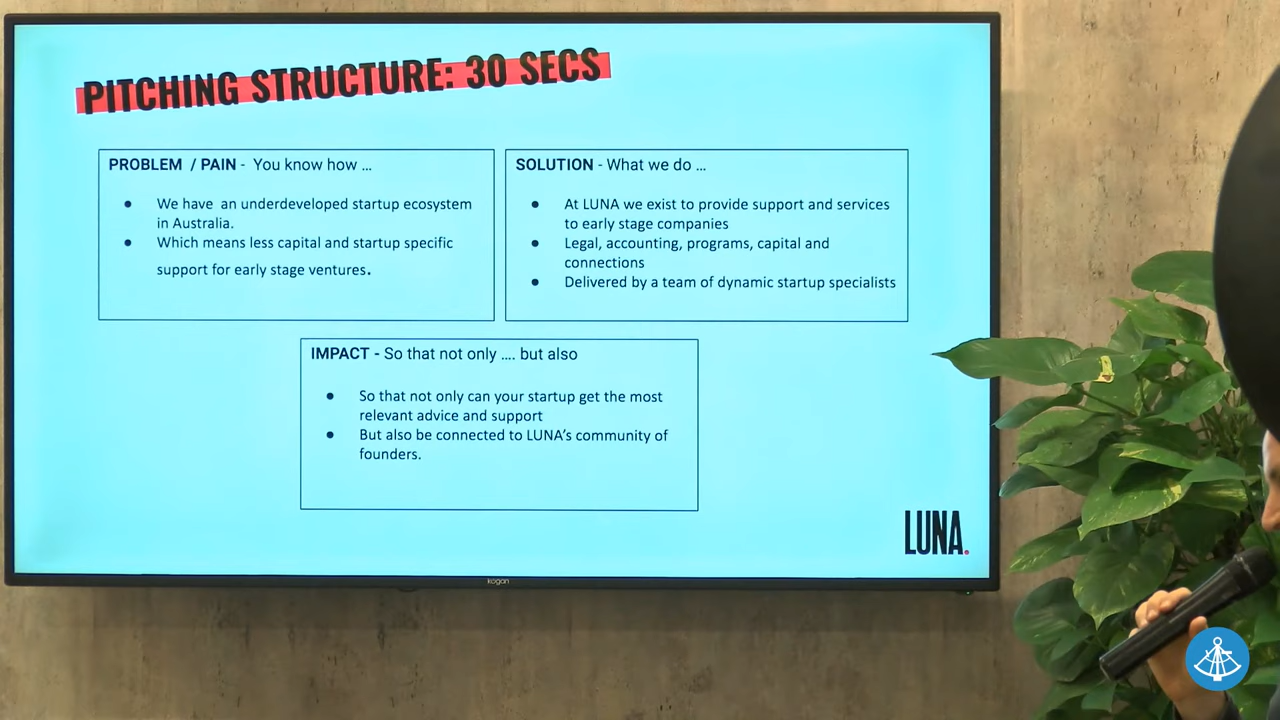 PITCHING STRUCTURE: 30 SECS
PROBLEM / PAIN - You know how ...
● We have an underdeveloped startup ecosystem
in Australia.
● Which means less capital and startup specific
support for early stage ventures.
SOLUTION - What we do ...
● At LUNA we exist to provide support and services
to early stage companies
● Legal, accounting, programs, capital and
connections
● Delivered by a team of dynamic startup specialists
IMPACT - So that not only .... but also
● So that not only can your startup get the most
relevant advice and support
● But also be connected to LUNA’s community of
founders.
LUNA.
kogan